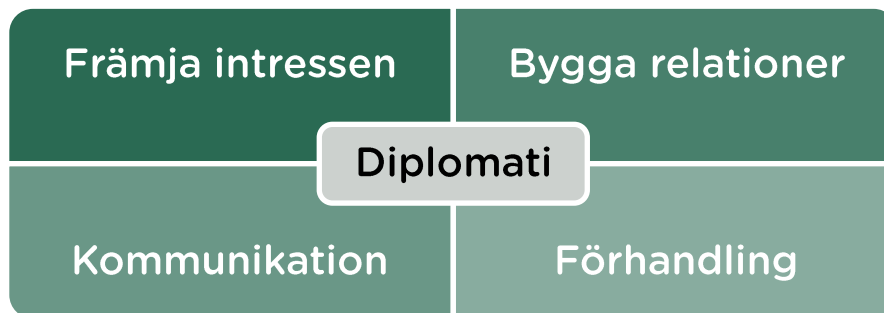 Främja intressen
Bygga relationer
Diplomati
Kommunikation
Förhandling